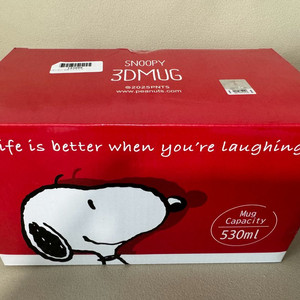 SNOOPY
3DMUG
©2025PNTS
www.peanuts.com
ife is better when you're laughing
Mug
Capacity
530ml